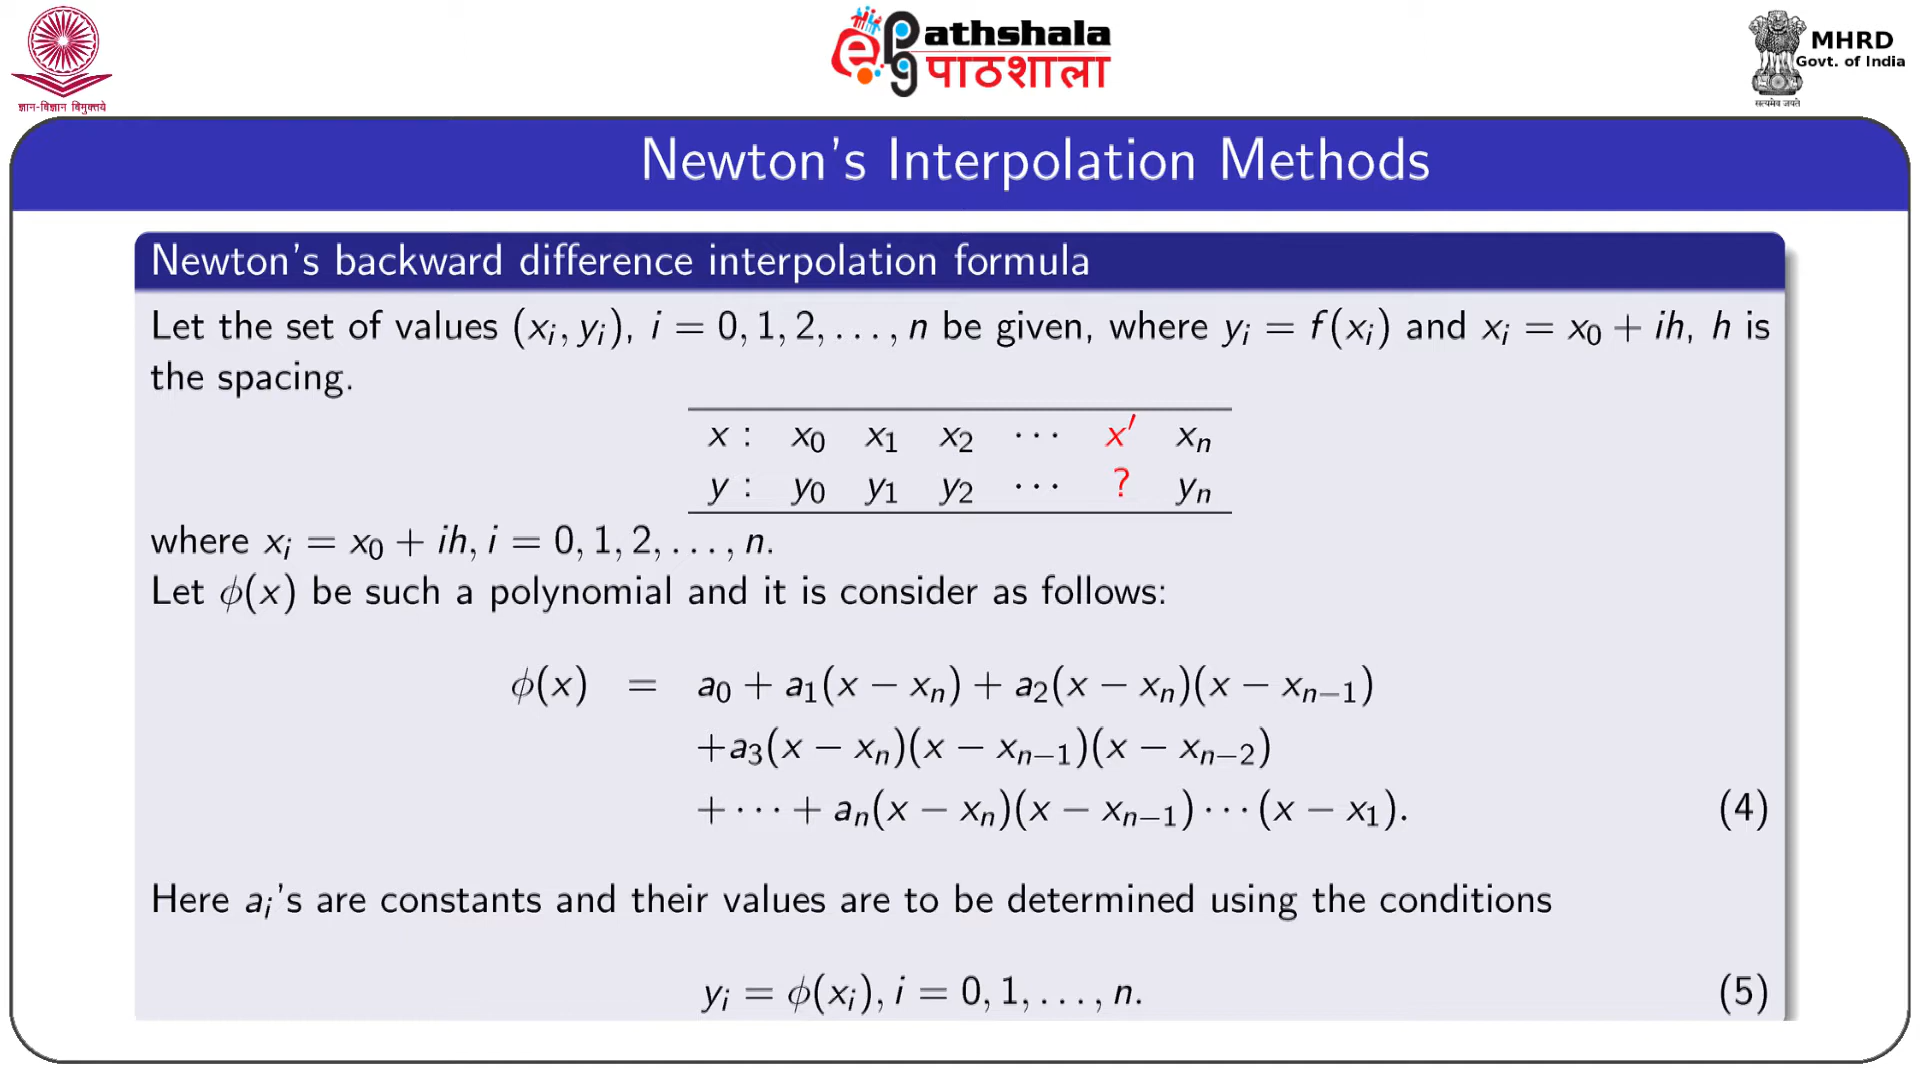 ज्ञान-विज्ञान विमुक्तये
ePG Pathshala
पाठशाला
MHRD
Govt. of India
सत्यमेव जयते
Newton's Interpolation Methods
Newton's backward difference interpolation formula
Let the set of values (xᵢ, yᵢ), i = 0, 1, 2, . . . , n be given, where yᵢ = f(xᵢ) and xᵢ = x₀ + ih, h is
the spacing.
x : x₀ x₁ x₂ ··· x′ xₙ
y : y₀ y₁ y₂ ··· ? yₙ
where xᵢ = x₀ + ih, i = 0, 1, 2, . . . , n.
Let ϕ(x) be such a polynomial and it is consider as follows:
ϕ(x) = a₀ + a₁(x − xₙ) + a₂(x − xₙ)(x − xₙ₋₁)
+a₃(x − xₙ)(x − xₙ₋₁)(x − xₙ₋₂)
+ ··· + aₙ(x − xₙ)(x − xₙ₋₁) ··· (x − x₁). (4)
Here aᵢ's are constants and their values are to be determined using the conditions
yᵢ = ϕ(xᵢ), i = 0, 1, . . . , n. (5)